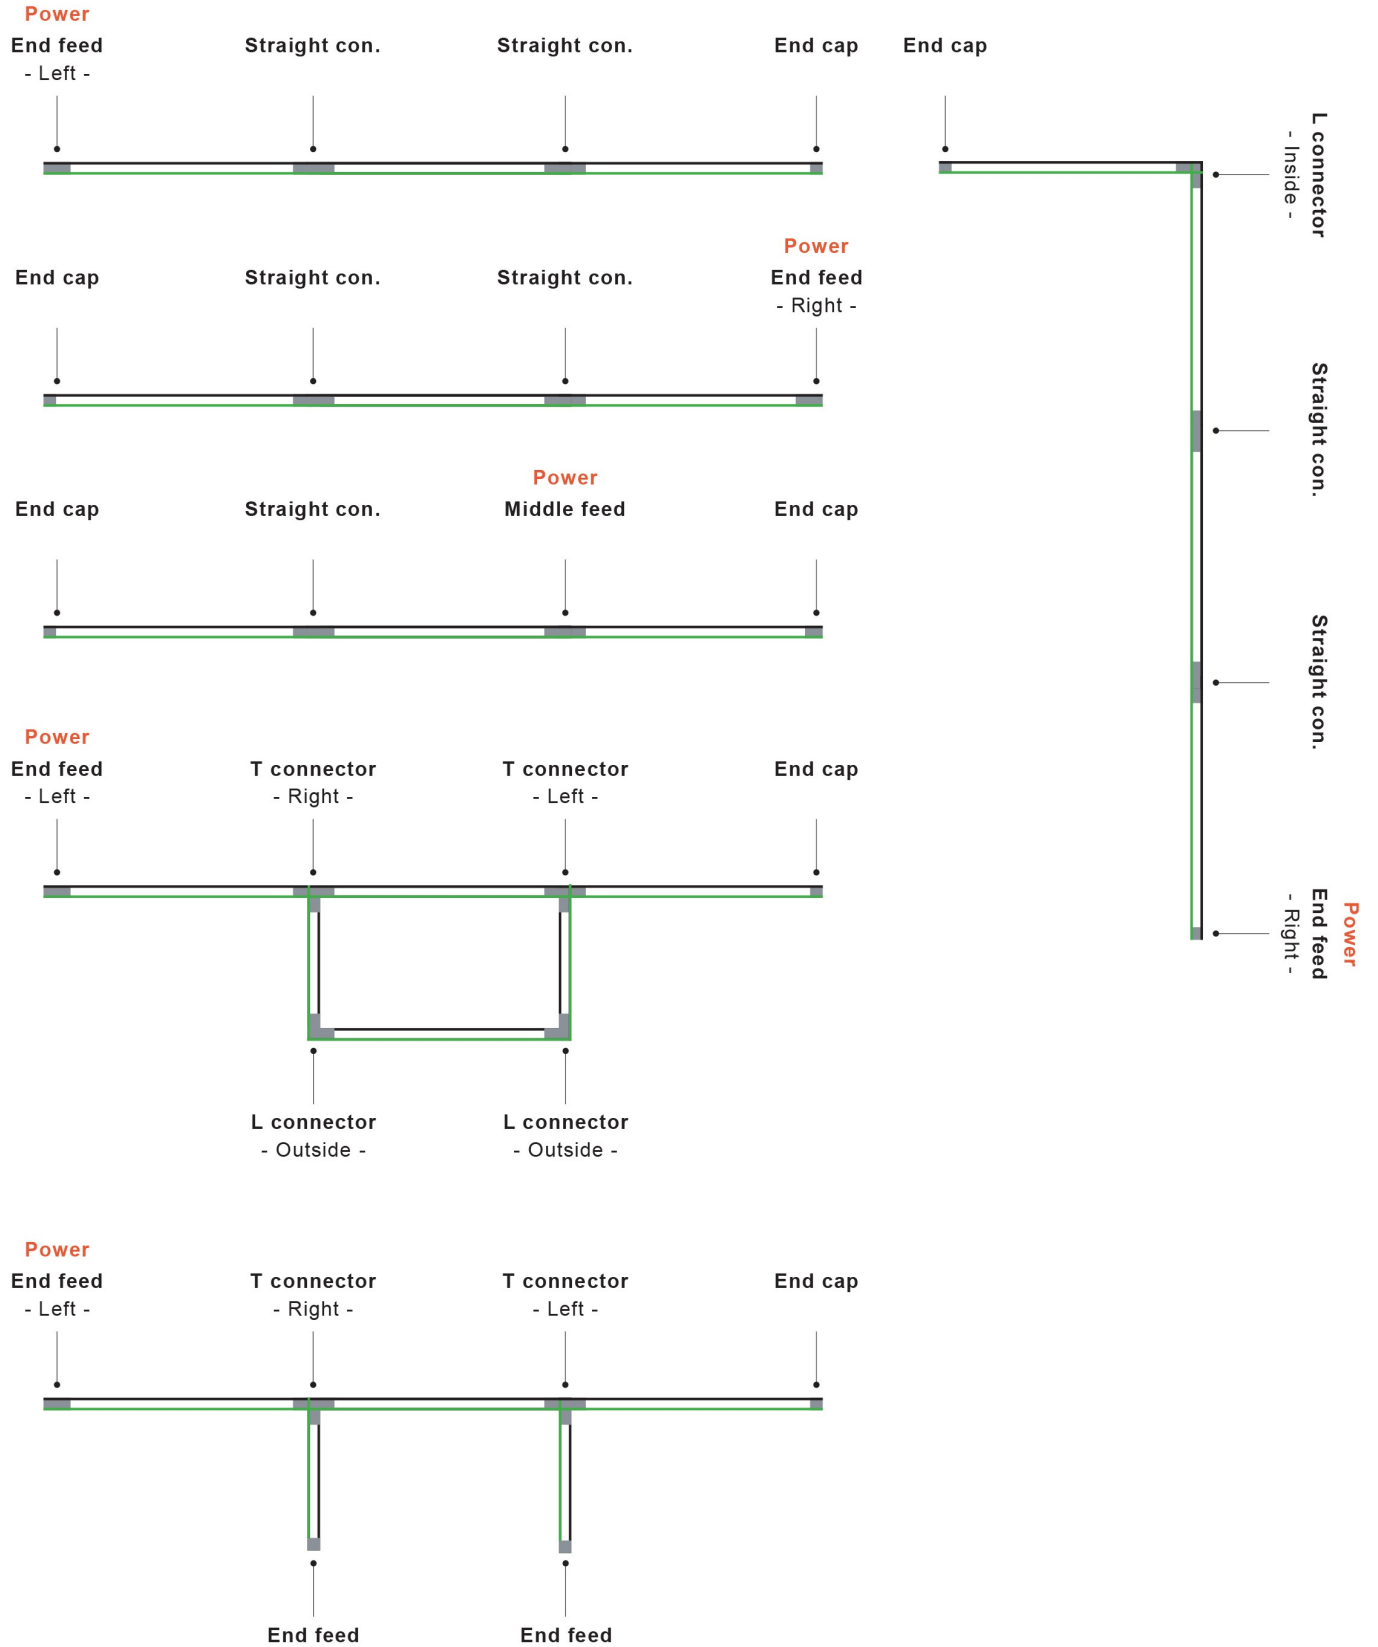 Power
End feed
- Left -
Straight con.
Straight con.
End cap
End cap
L connector
- Inside -
Straight con.
Straight con.
Power
End feed
- Right -
End cap
Straight con.
Straight con.
Power
End feed
- Right -
End cap
Straight con.
Power
Middle feed
End cap
Power
End feed
- Left -
T connector
- Right -
T connector
- Left -
End cap
L connector
- Outside -
L connector
- Outside -
Power
End feed
- Left -
T connector
- Right -
T connector
- Left -
End cap
End feed
End feed